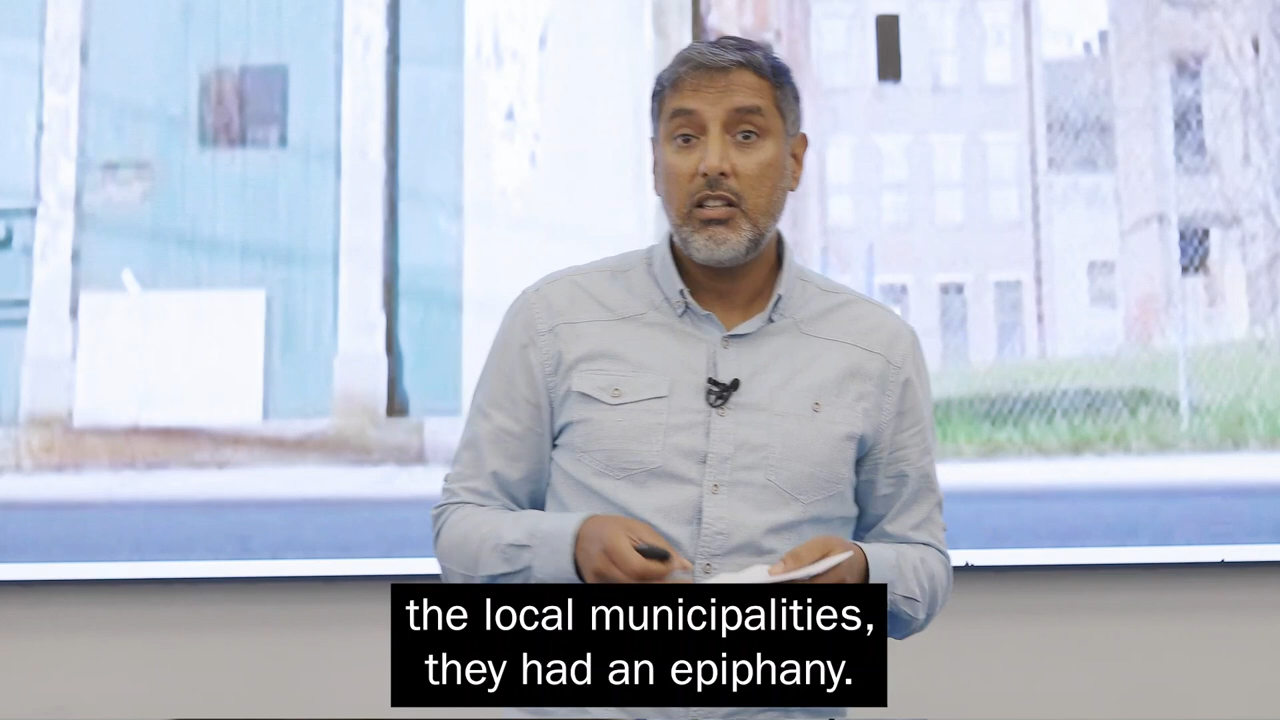 the local municipalities,
they had an epiphany.